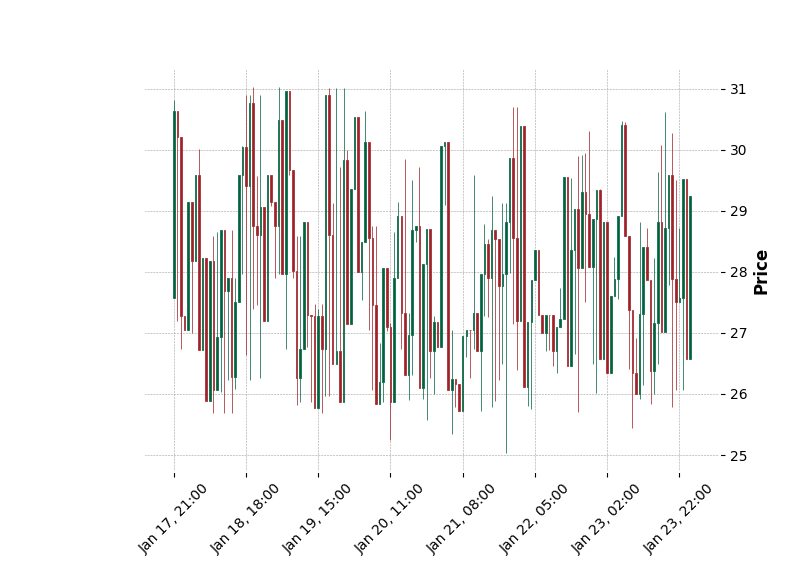 31
30
29
28
27
26
25
Price
Jan 17, 21:00
Jan 18, 18:00
Jan 19, 15:00
Jan 20, 11:00
Jan 21, 08:00
Jan 22, 05:00
Jan 23, 02:00
Jan 23, 22:00